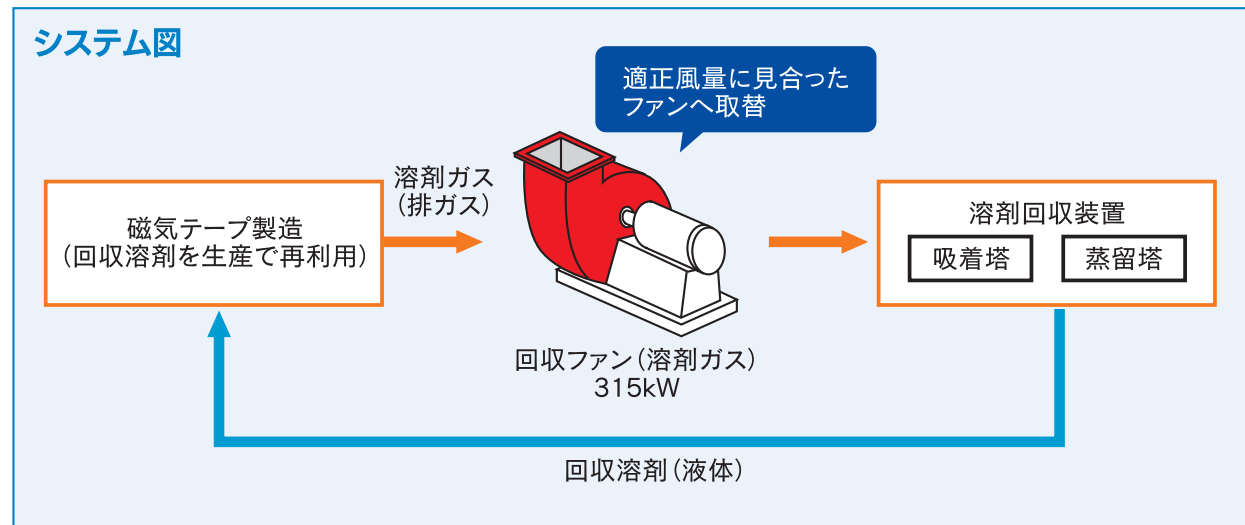 システム図
適正風量に見合った
ファンへ取替
溶剤ガス
(排ガス)
磁気テープ製造
(回収溶剤を生産で再利用)
溶剤回収装置
吸着塔
蒸留塔
回収ファン(溶剤ガス)
315kW
回収溶剤(液体)